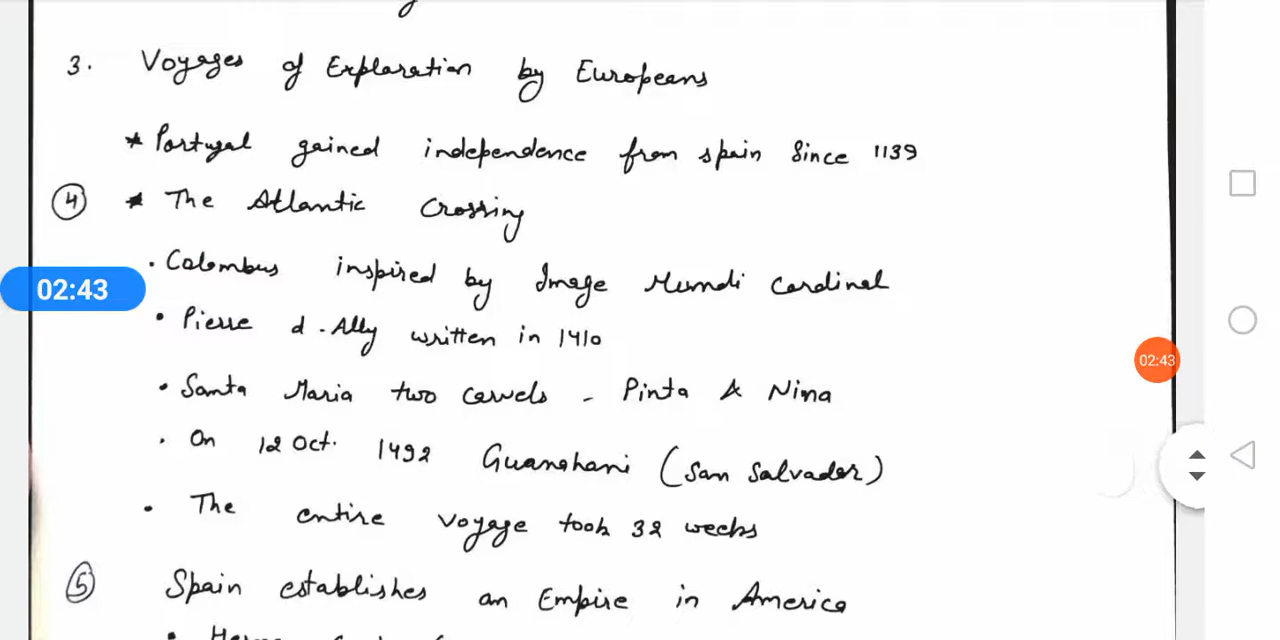 3. Voyages of Exploration by Europeans
* Portugal gained independence from spain Since 1139
④ * The Atlantic Crossing
. Columbus inspired by Image Mundi Cardinal
• Pierre d. Ally written in 1410
• Santa Maria two carvels - Pinta & Nina
. On 12 Oct. 1492 Guanahani (San Salvador)
02:43
02:43
• The entire voyage took 32 weeks
⑤ Spain establishes an Empire in America